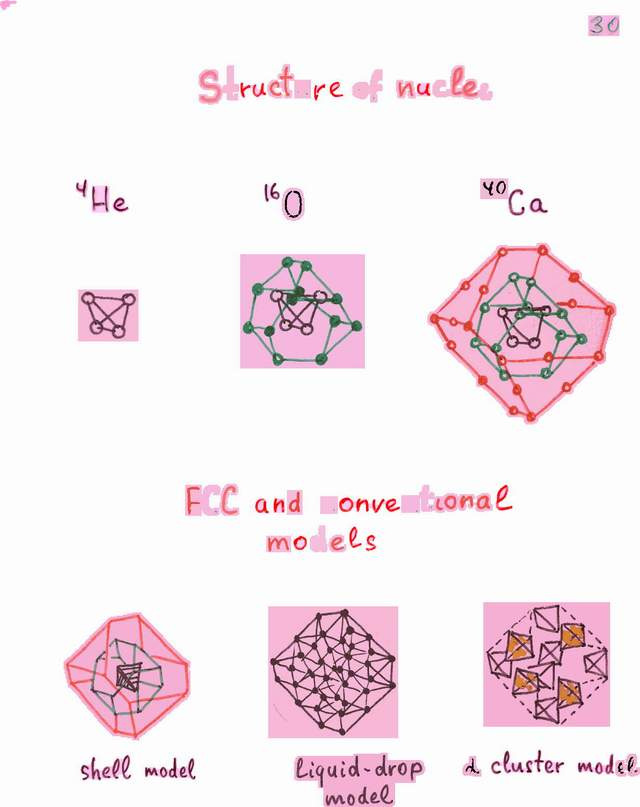 30
Structure of nuclei
⁴He ¹⁶O ⁴⁰Ca
FCC and conventional
models
shell model
Liquid-drop
model
α cluster model